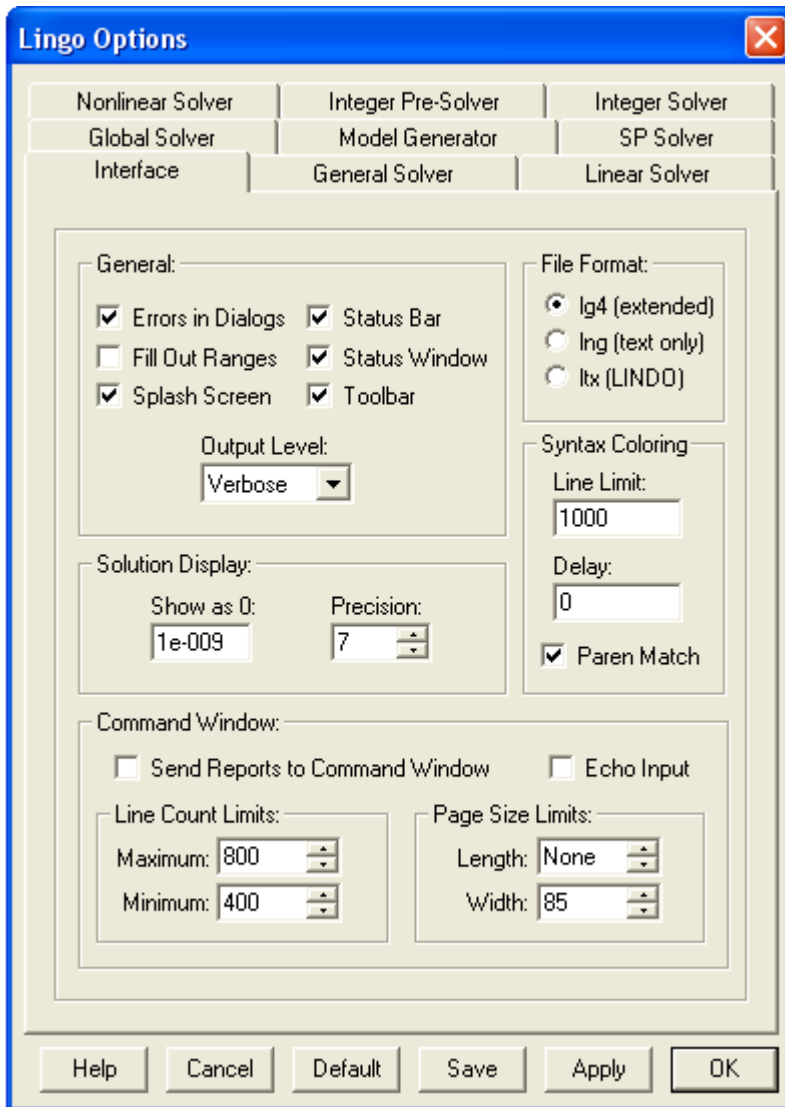 Lingo Options
Nonlinear Solver
Integer Pre-Solver
Integer Solver
Global Solver
Model Generator
SP Solver
Interface
General Solver
Linear Solver
General:
Errors in Dialogs
Status Bar
Fill Out Ranges
Status Window
Splash Screen
Toolbar
Output Level:
Verbose
File Format:
lg4 (extended)
lng (text only)
ltx (LINDO)
Syntax Coloring
Line Limit:
1000
Delay:
0
Paren Match
Solution Display:
Show as 0:
1e-009
Precision:
7
Command Window:
Send Reports to Command Window
Echo Input
Line Count Limits:
Maximum: 800
Minimum: 400
Page Size Limits:
Length: None
Width: 85
Help
Cancel
Default
Save
Apply
OK